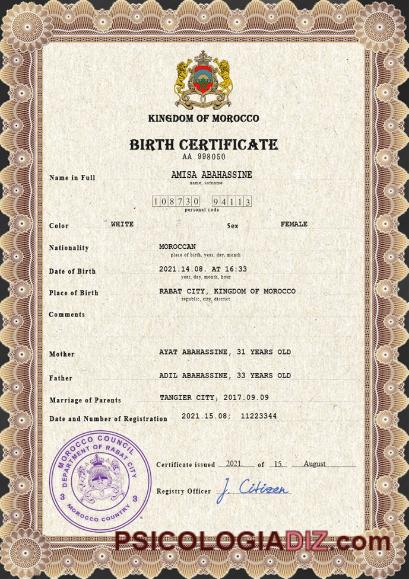 KINGDOM OF MOROCCO
BIRTH CERTIFICATE
AA 998050
Name in Full AMISA ABAHASSINE
name, surname
108730 94113
personal code
Color WHITE Sex FEMALE
Nationality MOROCCAN
place of birth, year, day, month
Date of Birth 2021.14.08. AT 16:33
year, day, month, hour
Place of Birth RABAT CITY, KINGDOM OF MOROCCO
republic, city, district
Comments
Mother AYAT ABAHASSINE, 31 YEARS OLD
Father ADIL ABAHASSINE, 33 YEARS OLD
Marriage of Parents TANGIER CITY, 2017.09.09
Date and Number of Registration 2021.15.08; 11223344
MOROCCO COUNCIL
DEPARTMENT OF RABAT CITY
3 3
MOROCCO COUNTRY
Certificate issued 2021 of 15 August
Registry Officer J. Citizen
PSICOLOGIADIZ.com